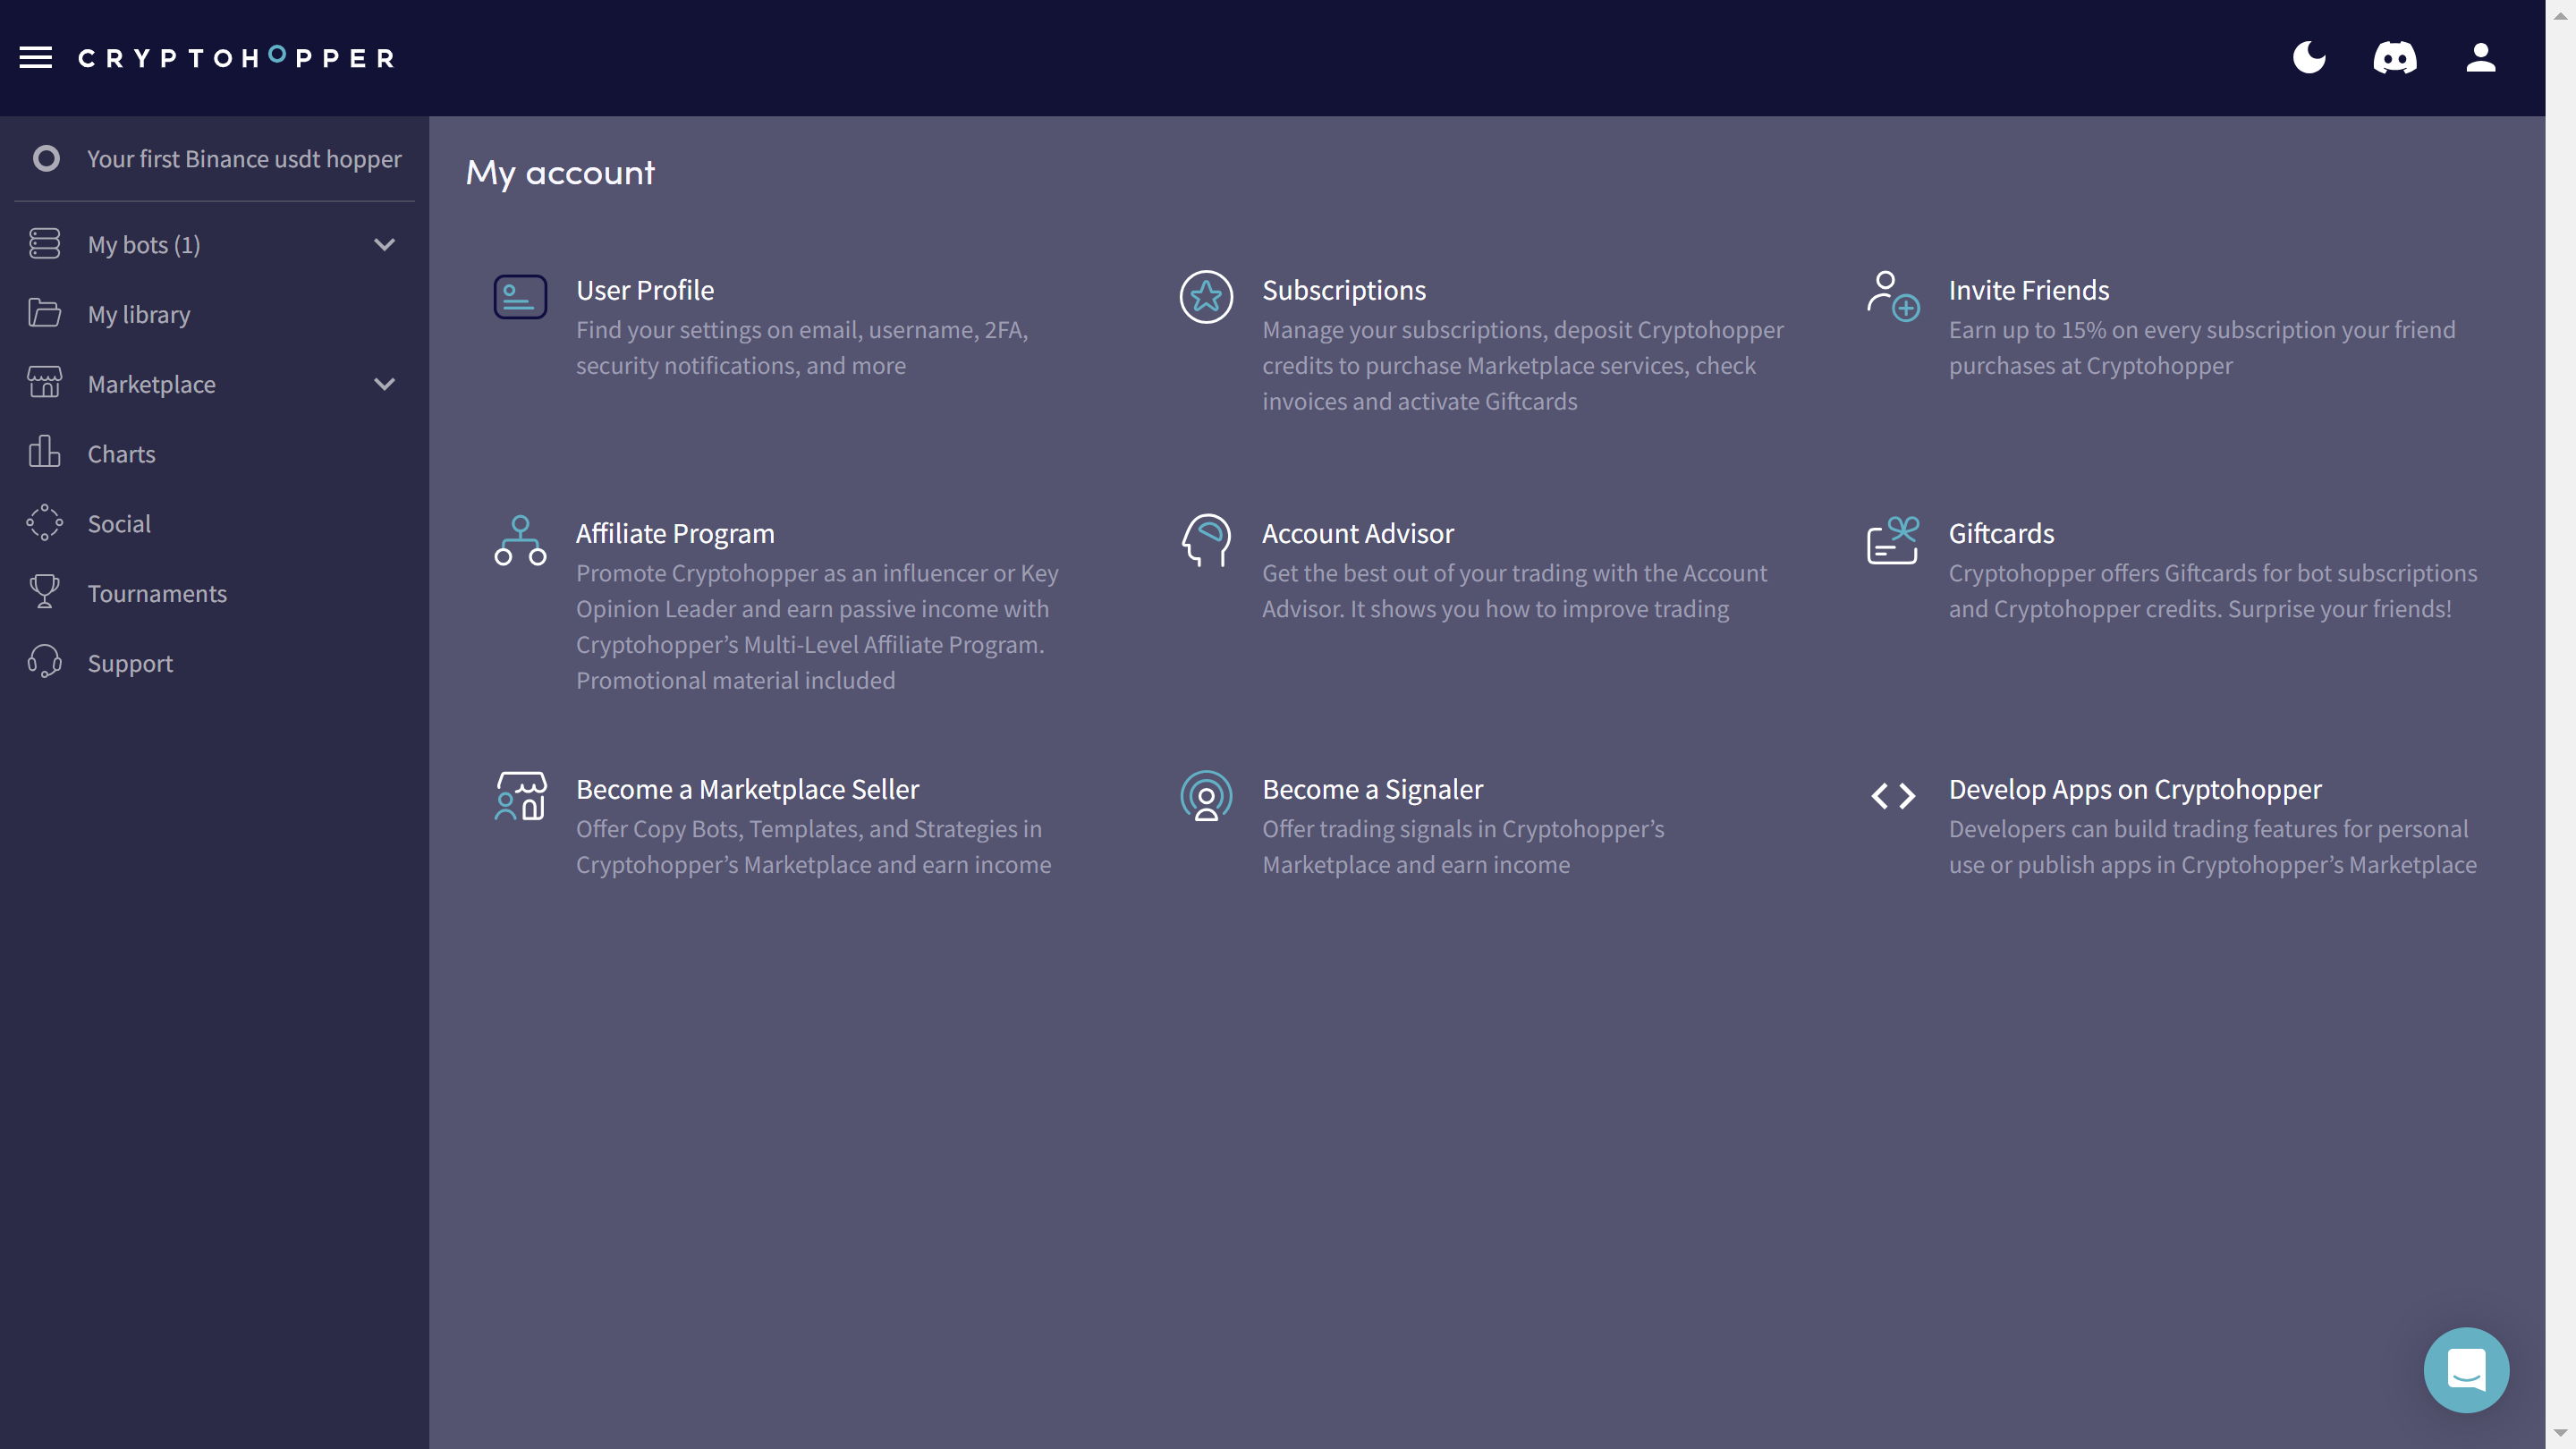 CRYPTOHOPPER
Your first Binance usdt hopper
My bots (1)
My library
Marketplace
Charts
Social
Tournaments
Support
My account
User Profile
Find your settings on email, username, 2FA,
security notifications, and more
Subscriptions
Manage your subscriptions, deposit Cryptohopper
credits to purchase Marketplace services, check
invoices and activate Giftcards
Invite Friends
Earn up to 15% on every subscription your friend
purchases at Cryptohopper
Affiliate Program
Promote Cryptohopper as an influencer or Key
Opinion Leader and earn passive income with
Cryptohopper’s Multi-Level Affiliate Program.
Promotional material included
Account Advisor
Get the best out of your trading with the Account
Advisor. It shows you how to improve trading
Giftcards
Cryptohopper offers Giftcards for bot subscriptions
and Cryptohopper credits. Surprise your friends!
Become a Marketplace Seller
Offer Copy Bots, Templates, and Strategies in
Cryptohopper’s Marketplace and earn income
Become a Signaler
Offer trading signals in Cryptohopper’s
Marketplace and earn income
Develop Apps on Cryptohopper
Developers can build trading features for personal
use or publish apps in Cryptohopper’s Marketplace